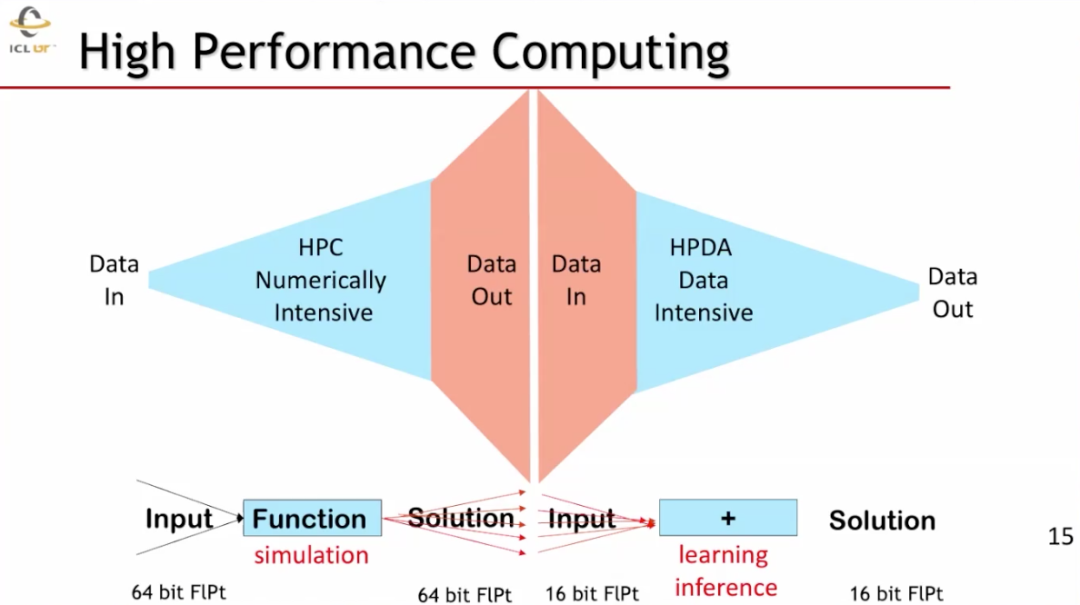 ICL UT
High Performance Computing
Data
In
HPC
Numerically
Intensive
Data
Out
Data
In
HPDA
Data
Intensive
Data
Out
Input
Function
Solution
Input
+
Solution
simulation
learning
inference
15
64 bit FlPt
64 bit FlPt
16 bit FlPt
16 bit FlPt